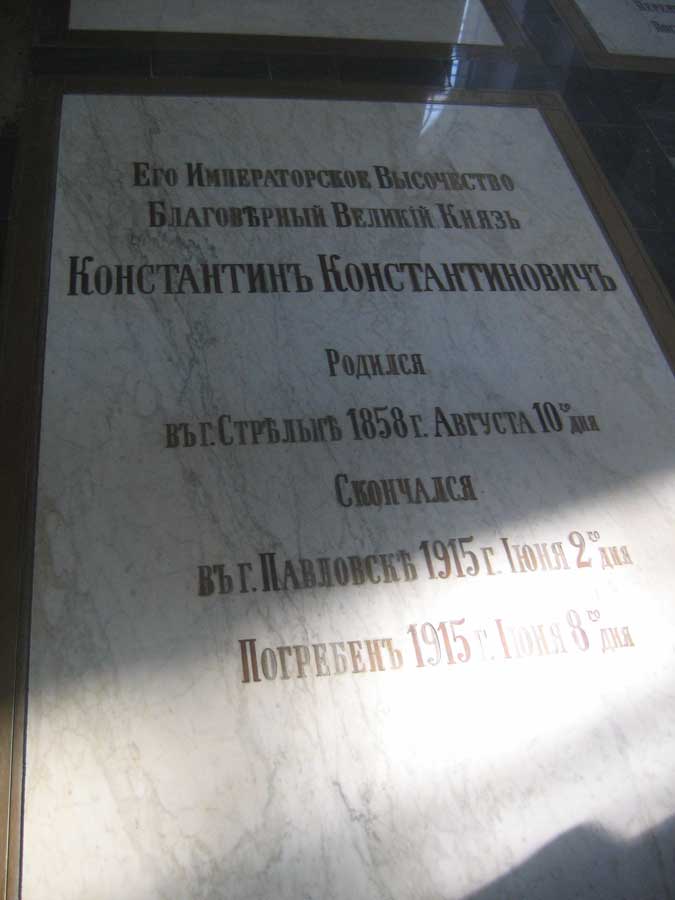 Его Императорское Высочество
Благовѣрный Великій Князь
Константинъ Константиновичъ
Родился
въ г. Стрѣльнѣ 1858 г. Августа 10го дня
Скончался
въ г. Павловскѣ 1915 г. Іюня 2го дня
Погребенъ 1915 г. Іюня 8го дня